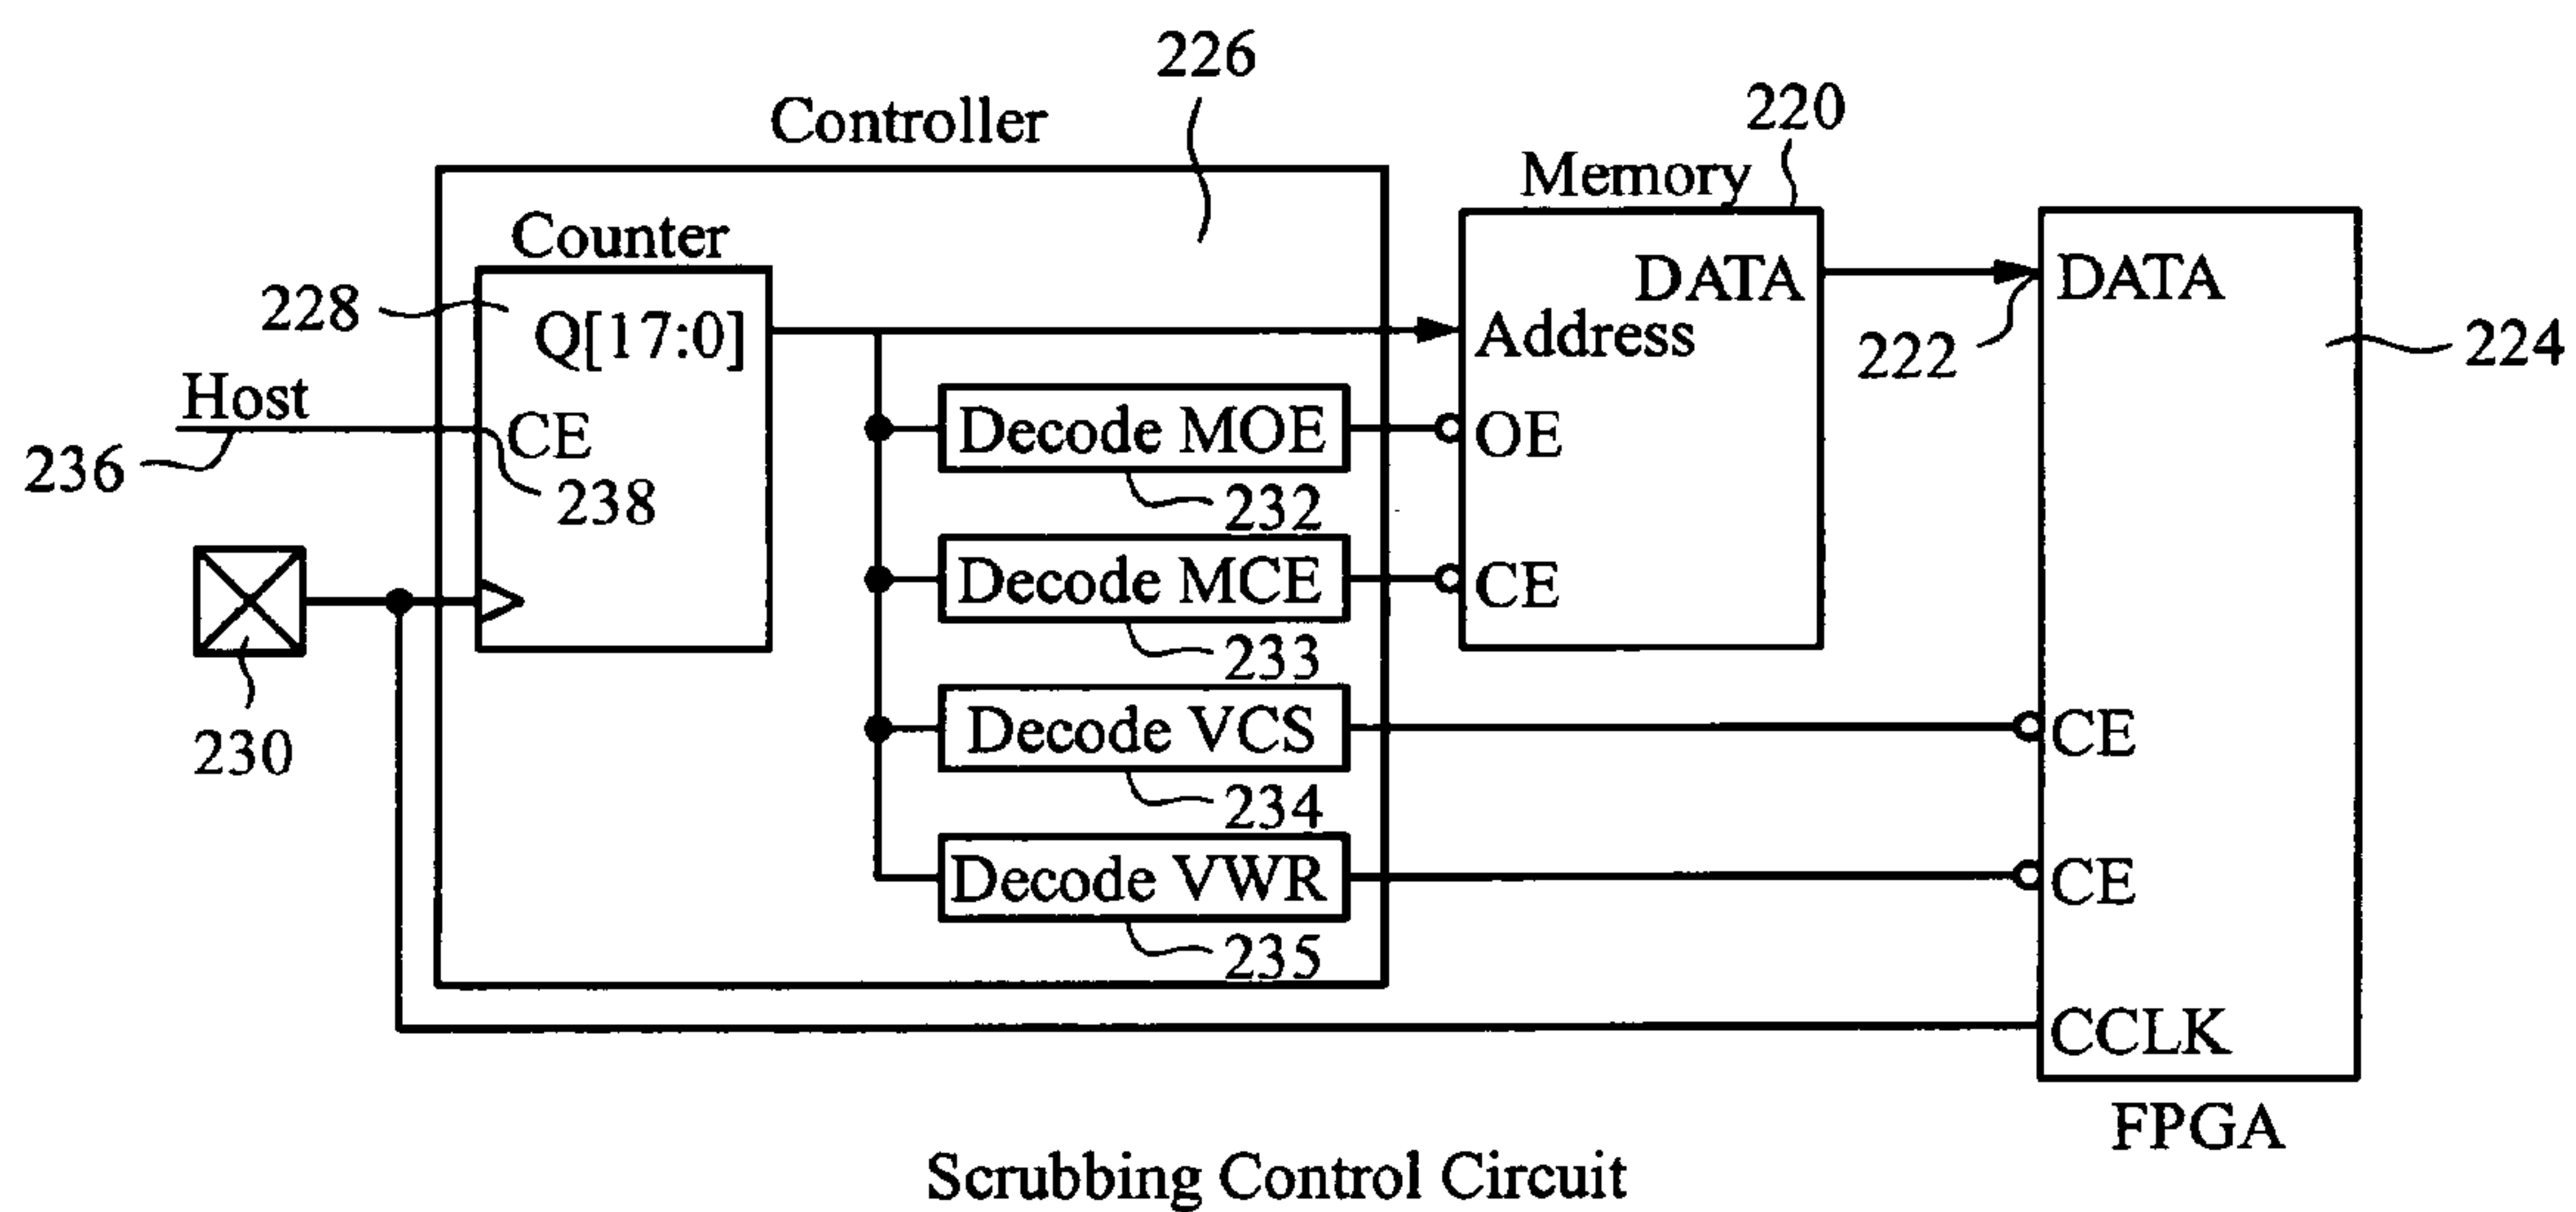 226
Controller
220
Memory
Counter
228
Q[17:0]
DATA
DATA
222
224
Address
Host
236
CE
238
Decode MOE
OE
232
Decode MCE
CE
233
230
Decode VCS
CE
234
Decode VWR
CE
235
CCLK
FPGA
Scrubbing Control Circuit